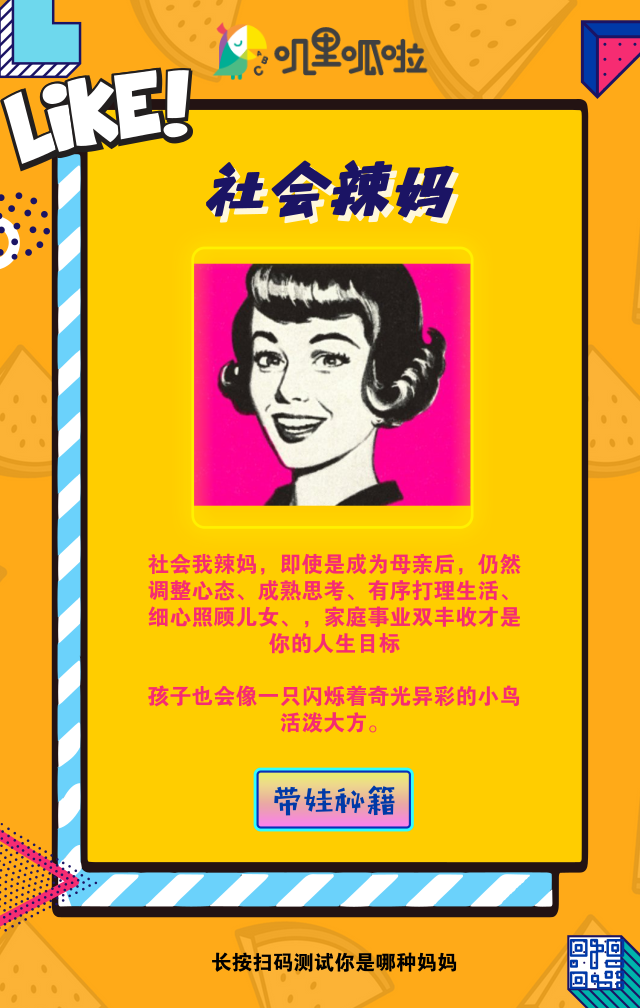 ABC
叽里呱啦
LiKE!
社会辣妈
社会我辣妈，即使是成为母亲后，仍然
调整心态、成熟思考、有序打理生活、
细心照顾儿女、，家庭事业双丰收才是
你的人生目标
孩子也会像一只闪烁着奇光异彩的小鸟
活泼大方。
带娃秘籍
长按扫码测试你是哪种妈妈